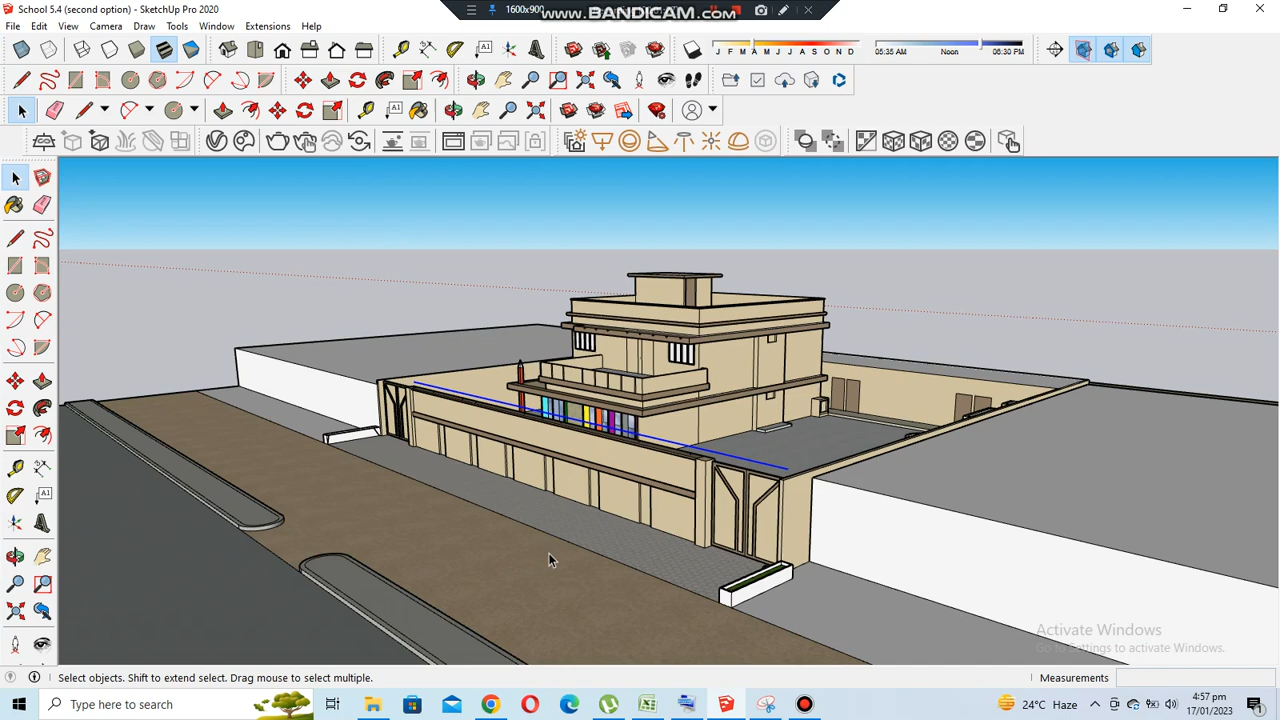 School 5.4 (second option) - SketchUp Pro 2020
1600x900
www.BANDICAM.com
File Edit View Camera Draw Tools Window Extensions Help
J F M A M J J A S O N D
05:35 AM Noon 06:30 PM
Activate Windows
Go to Settings to activate Windows.
Select objects. Shift to extend select. Drag mouse to select multiple.
Measurements
Type here to search
24°C Haze
4:57 pm
17/01/2023